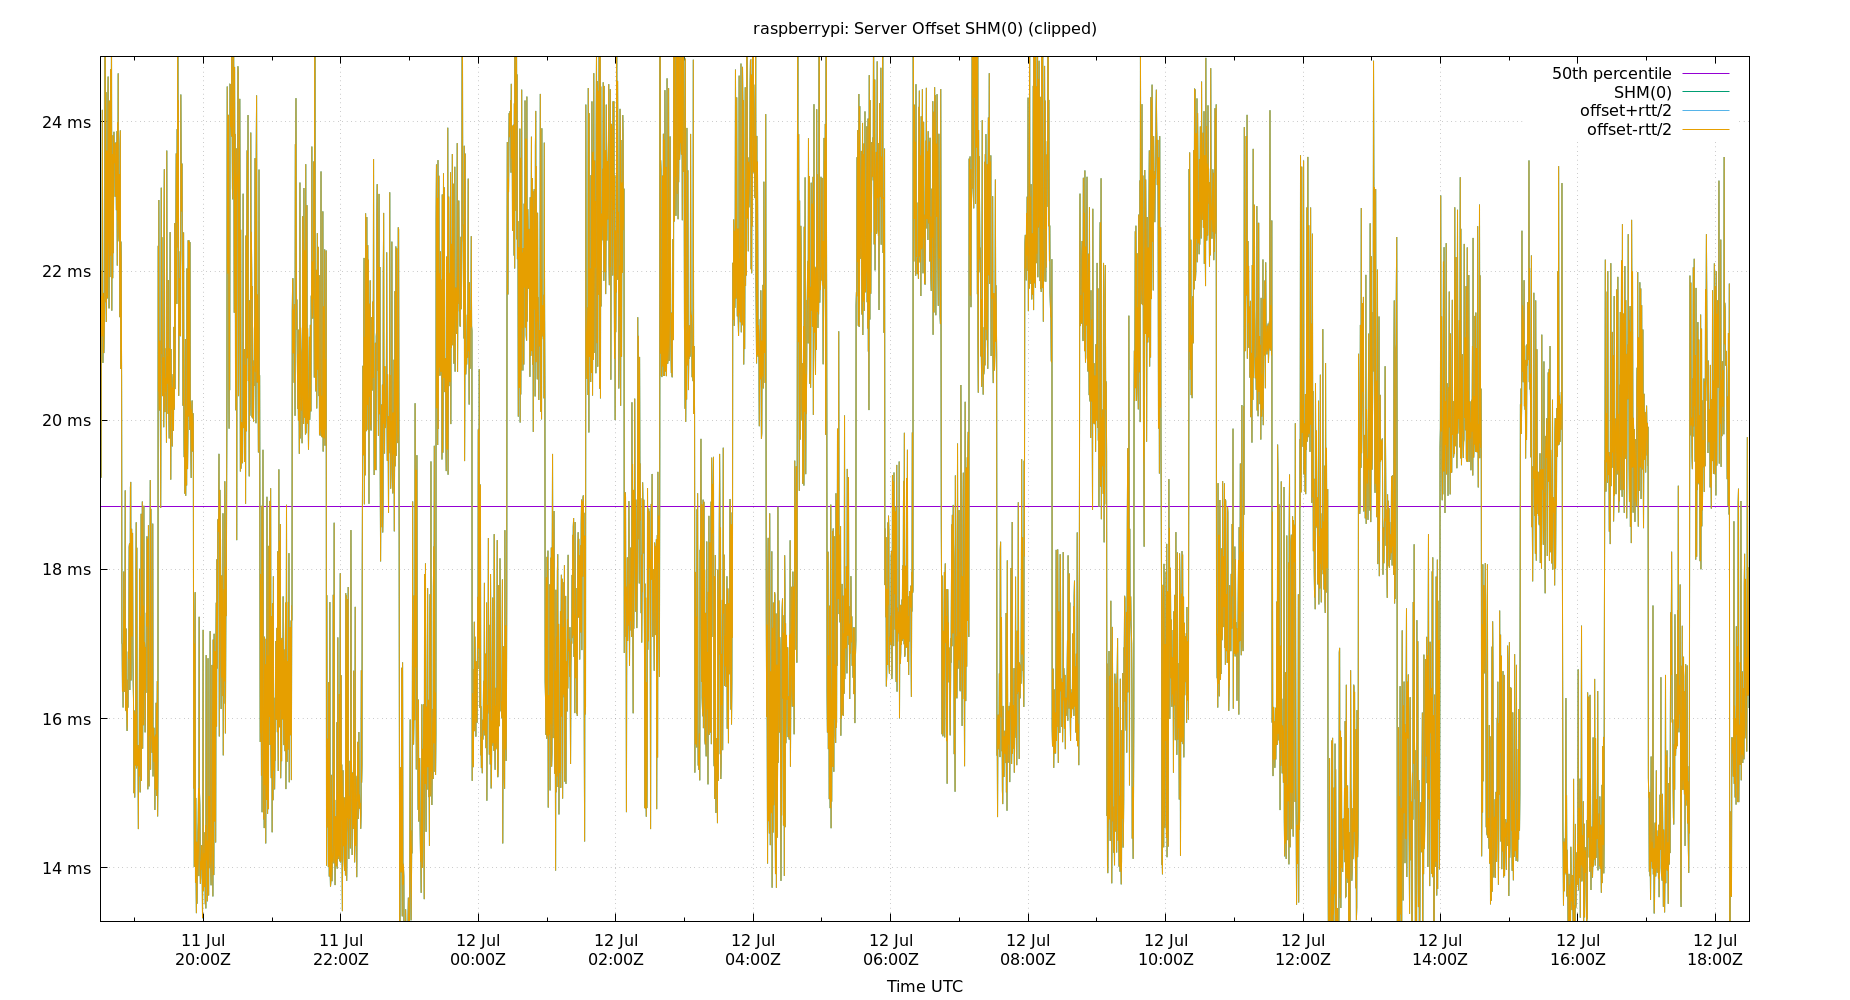 raspberrypi: Server Offset SHM(0) (clipped)
50th percentile
SHM(0)
offset+rtt/2
offset-rtt/2
24 ms
22 ms
20 ms
18 ms
16 ms
14 ms
11 Jul 11 Jul 12 Jul 12 Jul 12 Jul 12 Jul 12 Jul 12 Jul 12 Jul 12 Jul 12 Jul 12 Jul
20:00Z 22:00Z 00:00Z 02:00Z 04:00Z 06:00Z 08:00Z 10:00Z 12:00Z 14:00Z 16:00Z 18:00Z
Time UTC